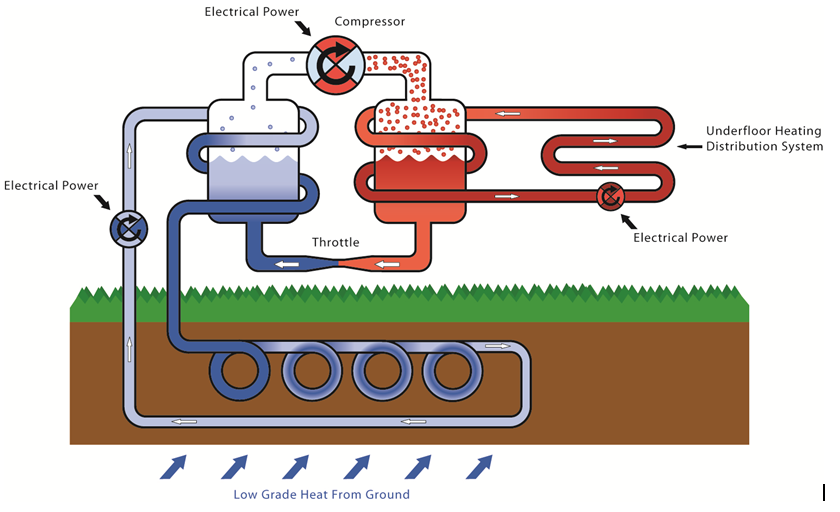 Electrical Power
Compressor
Underfloor Heating
Distribution System
Electrical Power
Electrical Power
Throttle
Low Grade Heat From Ground